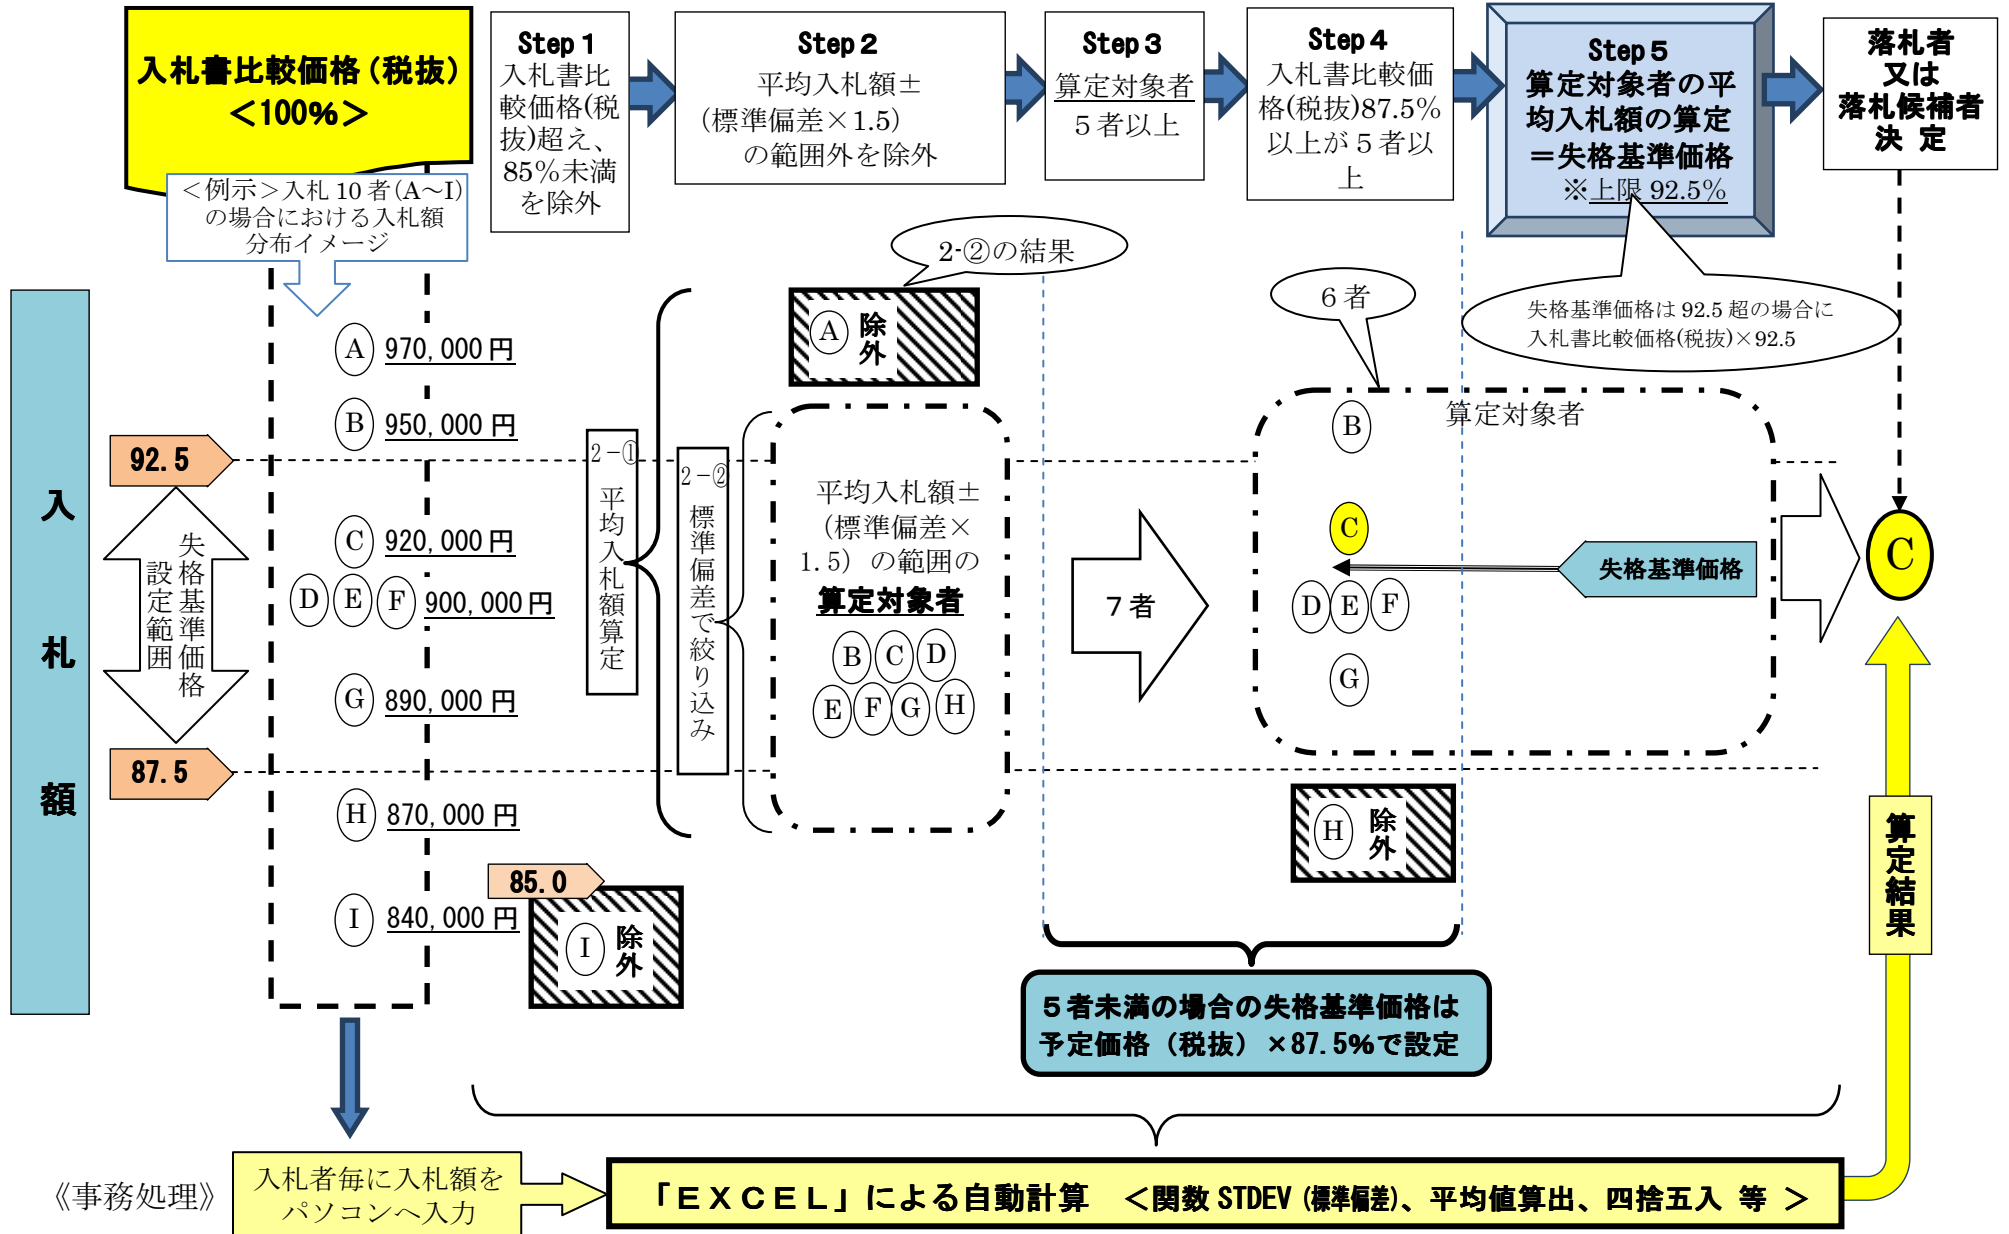 入札書比較価格(税抜)
＜100%＞
Step 1
入札書比
較価格(税
抜)超え、
85%未満
を除外
Step 2
平均入札額±
(標準偏差×1.5)
の範囲外を除外
Step 3
算定対象者
５者以上
Step 4
入札書比較価
格(税抜)87.5%
以上が５者以
上
Step 5
算定対象者の平
均入札額の算定
＝失格基準価格
※上限 92.5%
落札者
又は
落札候補者
決 定
＜例示＞入札 10 者(A～I)
の場合における入札額
分布イメージ
2-②の結果
６者
失格基準価格は 92.5 超の場合に
入札書比較価格(税抜)×92.5
入札額
92.5
失格基準価格
設定範囲
87.5
A 970,000 円
B 950,000 円
C 920,000 円
D E F 900,000 円
G 890,000 円
H 870,000 円
I 840,000 円
85.0
I 除
外
2－① 平均入札額算定
2－② 標準偏差で絞り込み
A 除
外
平均入札額±
(標準偏差×
1.5) の範囲の
算定対象者
B C D
E F G H
７者
算定対象者
B
C
D E F
G
失格基準価格
H 除
外
C
算定結果
５者未満の場合の失格基準価格は
予定価格（税抜）×87.5%で設定
《事務処理》
入札者毎に入札額を
パソコンへ入力
「ＥＸＣＥＬ」による自動計算 ＜関数 STDEV (標準偏差)、平均値算出、四捨五入 等 ＞